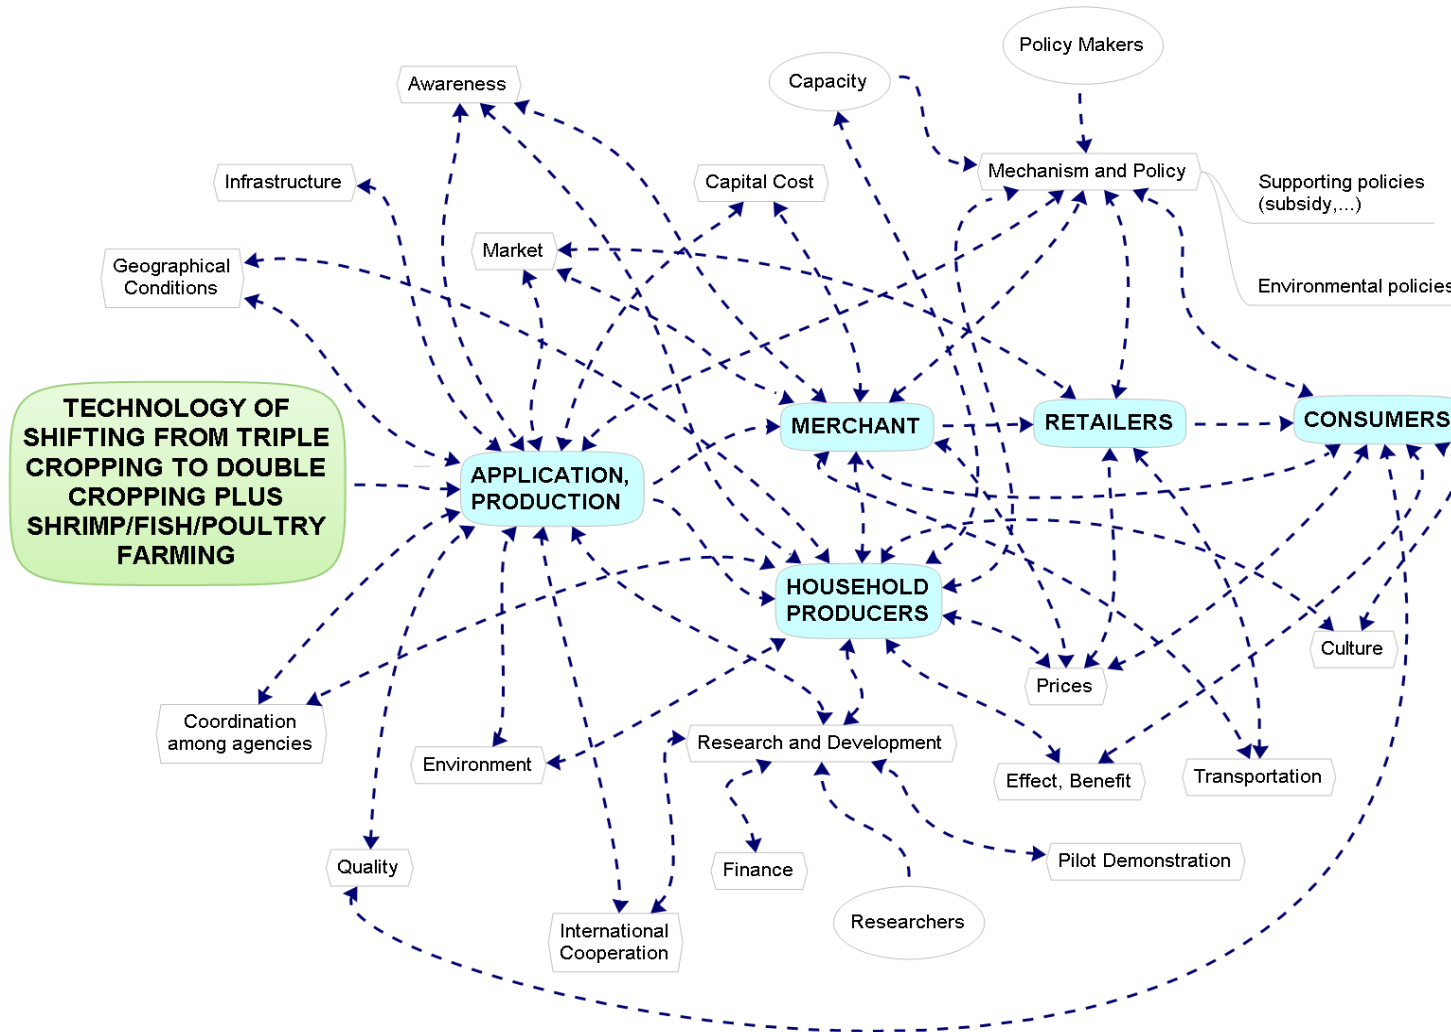 Policy Makers
Capacity
Awareness
Mechanism and Policy
Infrastructure
Capital Cost
Supporting policies
(subsidy,...)
Market
Geographical
Conditions
Environmental policies
TECHNOLOGY OF
SHIFTING FROM TRIPLE
CROPPING TO DOUBLE
CROPPING PLUS
SHRIMP/FISH/POULTRY
FARMING
APPLICATION,
PRODUCTION
MERCHANT
RETAILERS
CONSUMERS
HOUSEHOLD
PRODUCERS
Culture
Prices
Coordination
among agencies
Environment
Research and Development
Effect, Benefit
Transportation
Quality
Finance
Pilot Demonstration
International
Cooperation
Researchers